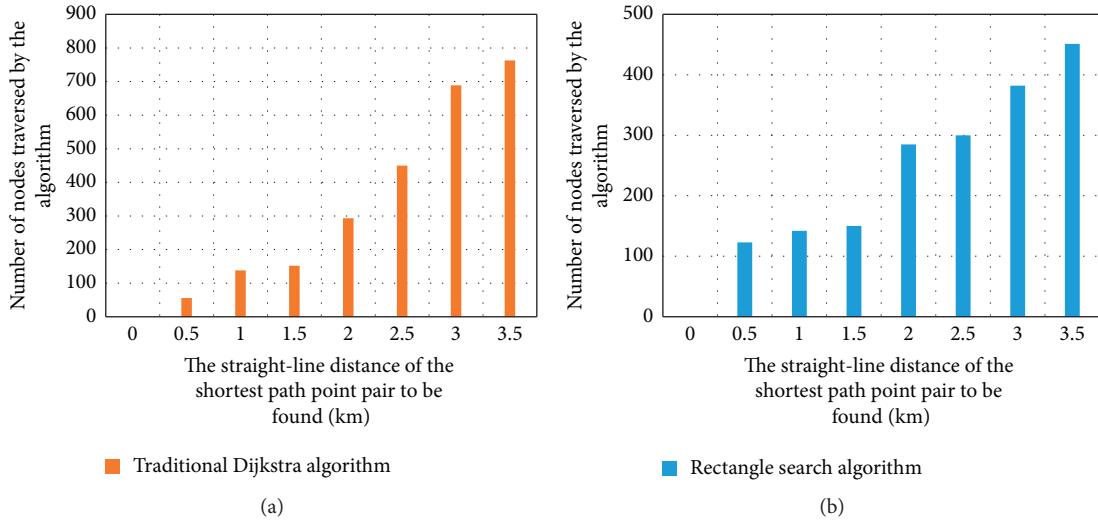 Number of nodes traversed by the
algorithm
900
800
700
600
500
400
300
200
100
0
0 0.5 1 1.5 2 2.5 3 3.5
The straight-line distance of the
shortest path point pair to be
found (km)
Traditional Dijkstra algorithm
(a)
Number of nodes traversed by the
algorithm
500
400
300
200
100
0
0 0.5 1 1.5 2 2.5 3 3.5
The straight-line distance of the
shortest path point pair to be
found (km)
Rectangle search algorithm
(b)